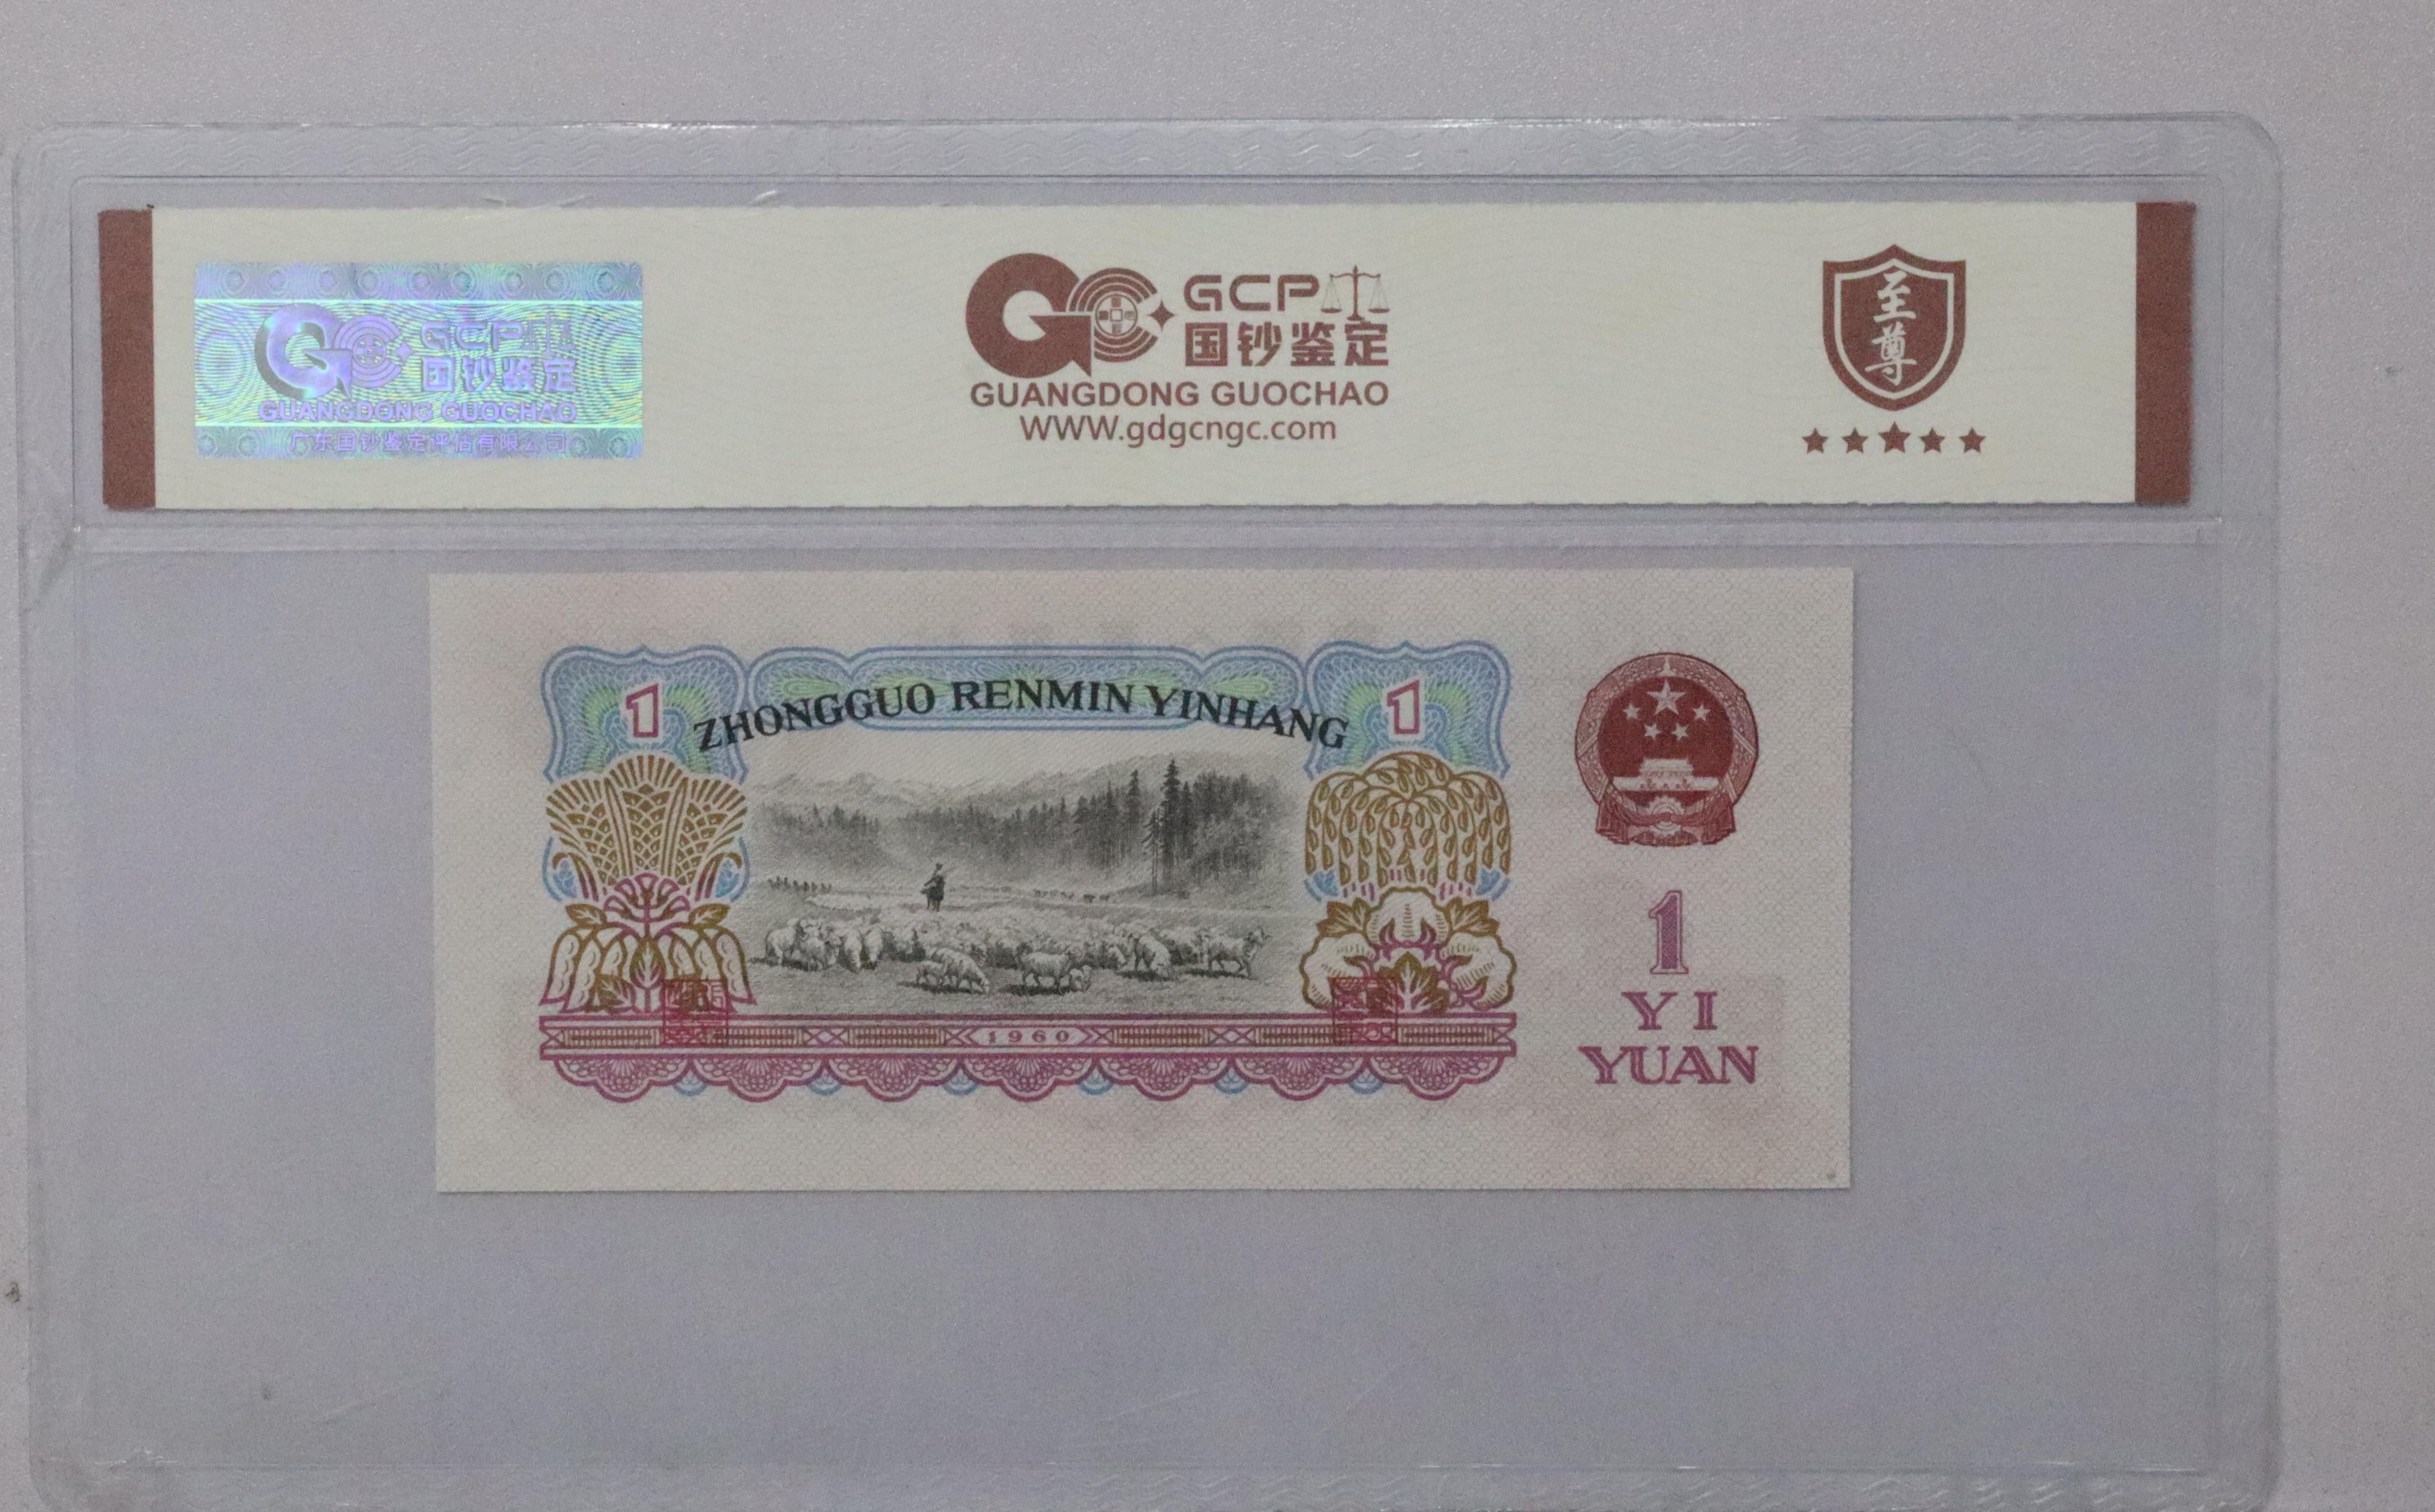 GCP
国钞鉴定
GUANGDONG GUOCHAO
广东国钞鉴定评估有限公司
GCP
国钞鉴定
GUANGDONG GUOCHAO
WWW.gdgcngc.com
至尊
1
ZHONGGUO RENMIN YINHANG
1
1960
1
YI
YUAN